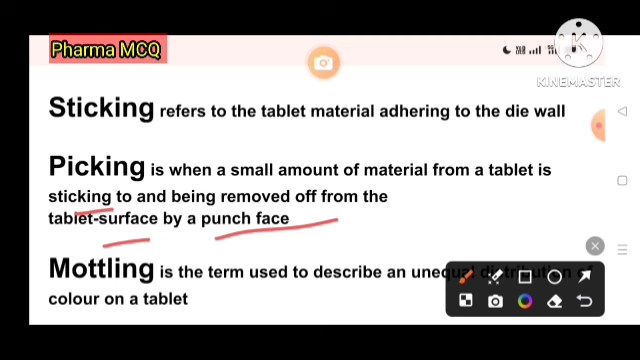 Pharma MCQ
KINEMASTER
Sticking refers to the tablet material adhering to the die wall
Picking is when a small amount of material from a tablet is
sticking to and being removed off from the
tablet-surface by a punch face
Mottling is the term used to describe an unequal distribution of
colour on a tablet